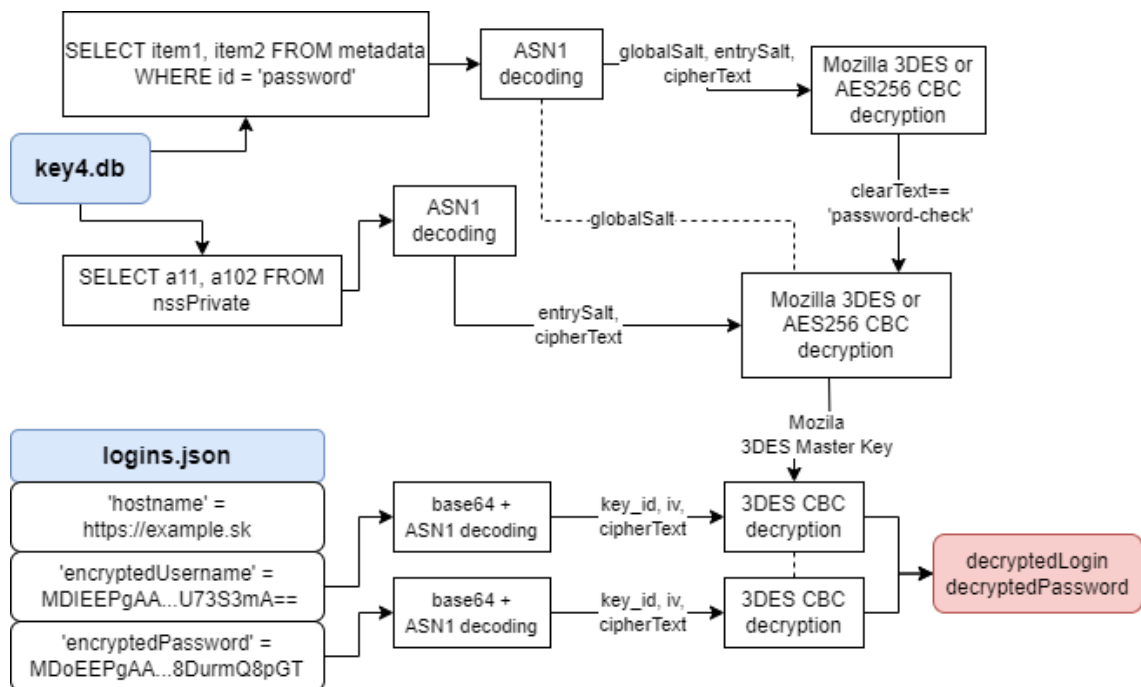 SELECT item1, item2 FROM metadata
WHERE id = 'password'
ASN1
decoding
globalSalt, entrySalt,
cipherText
Mozilla 3DES or
AES256 CBC
decryption
key4.db
clearText==
'password-check'
ASN1
decoding
globalSalt
SELECT a11, a102 FROM
nssPrivate
entrySalt,
cipherText
Mozilla 3DES or
AES256 CBC
decryption
Mozila
3DES Master Key
logins.json
'hostname' =
https://example.sk
base64 +
ASN1 decoding
key_id, iv,
cipherText
3DES CBC
decryption
'encryptedUsername' =
MDIEEPgAA...U73S3mA==
decryptedLogin
decryptedPassword
base64 +
ASN1 decoding
key_id, iv,
cipherText
3DES CBC
decryption
'encryptedPassword' =
MDoEEPgAA...8DurmQ8pGT